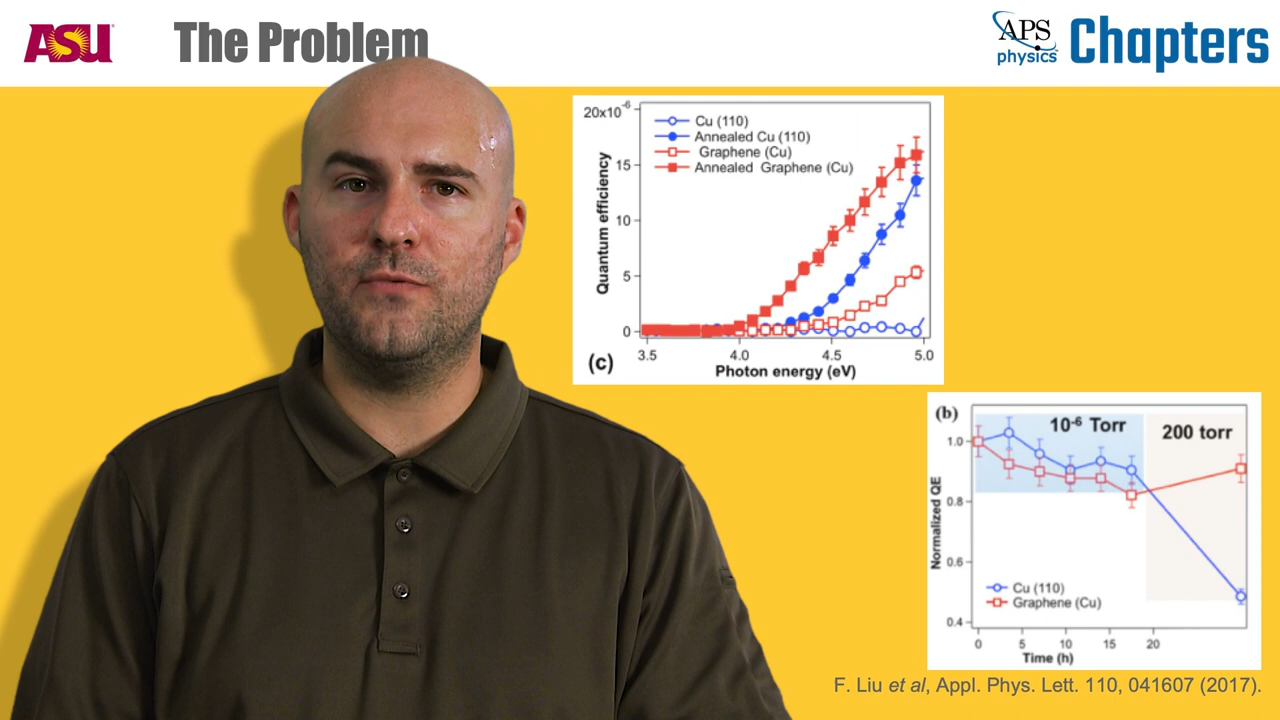 ASU
The Problem
APS
physics
Chapters
20x10-6
15
10
5
0
Quantum efficiency
Cu (110)
Annealed Cu (110)
Graphene (Cu)
Annealed Graphene (Cu)
(c)
3.5 4.0 4.5 5.0
Photon energy (eV)
(b)
10-6 Torr
200 torr
1.0
0.8
0.6
0.4
Normalized QE
Cu (110)
Graphene (Cu)
0 5 10 15 20
Time (h)
F. Liu et al, Appl. Phys. Lett. 110, 041607 (2017).